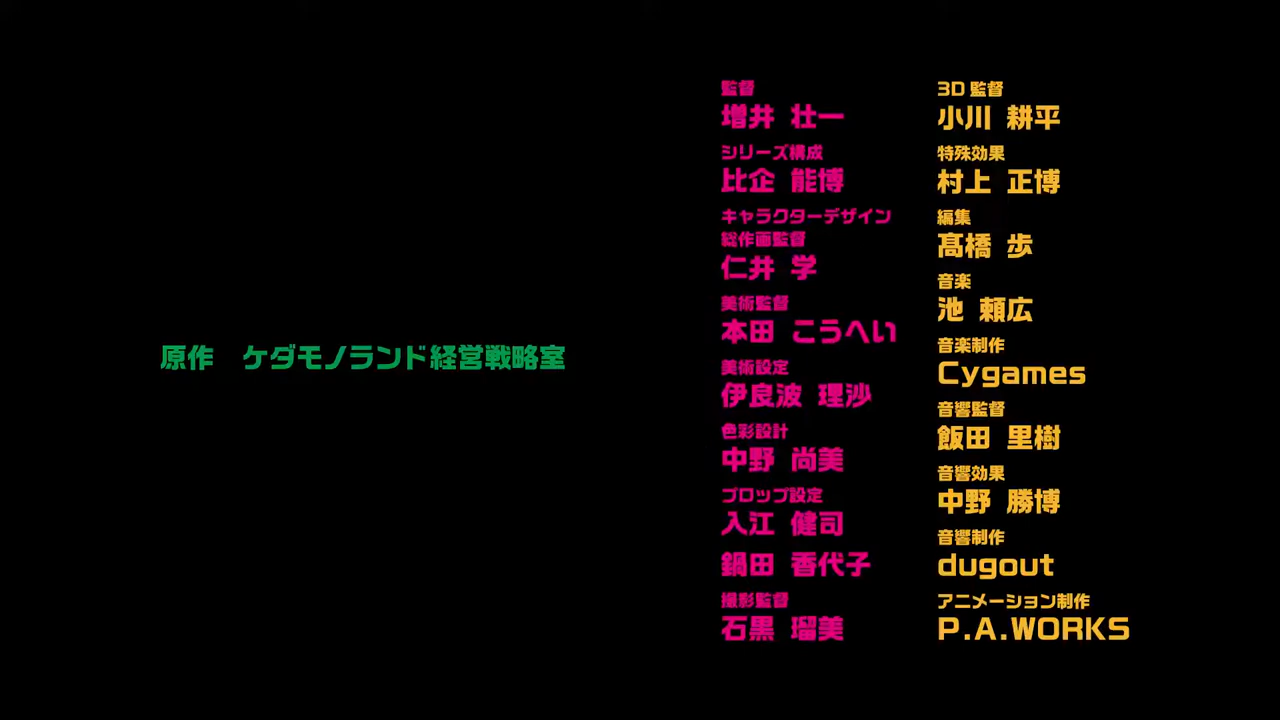 原作　ケダモノランド経営戦略室
監督
増井 壮一
シリーズ構成
比企 能博
キャラクターデザイン
総作画監督
仁井 学
美術監督
本田 こうへい
美術設定
伊良波 理沙
色彩設計
中野 尚美
プロップ設定
入江 健司
鍋田 香代子
撮影監督
石黒 瑠美
3D 監督
小川 耕平
特殊効果
村上 正博
編集
髙橋 歩
音楽
池 頼広
音楽制作
Cygames
音響監督
飯田 里樹
音響効果
中野 勝博
音響制作
dugout
アニメーション制作
P.A.WORKS